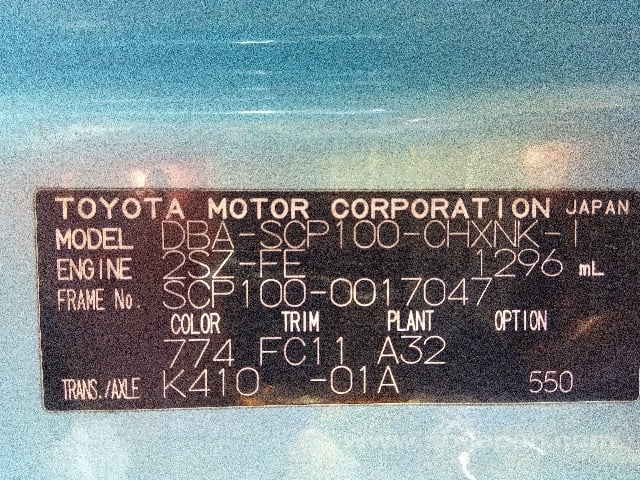 TOYOTA MOTOR CORPORATION JAPAN
MODEL DBA-SCP100-CHXNK-I
ENGINE 2SZ-FE 1296 mL
FRAME No. SCP100-0017047
COLOR TRIM PLANT OPTION
774 FC11 A32
TRANS./AXLE K410 -01A 550